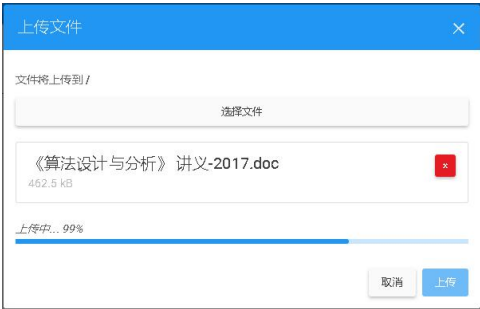 上传文件
文件将上传到 /
选择文件
《算法设计与分析》 讲义-2017.doc
462.5 kB
x
上传中... 99%
取消
上传